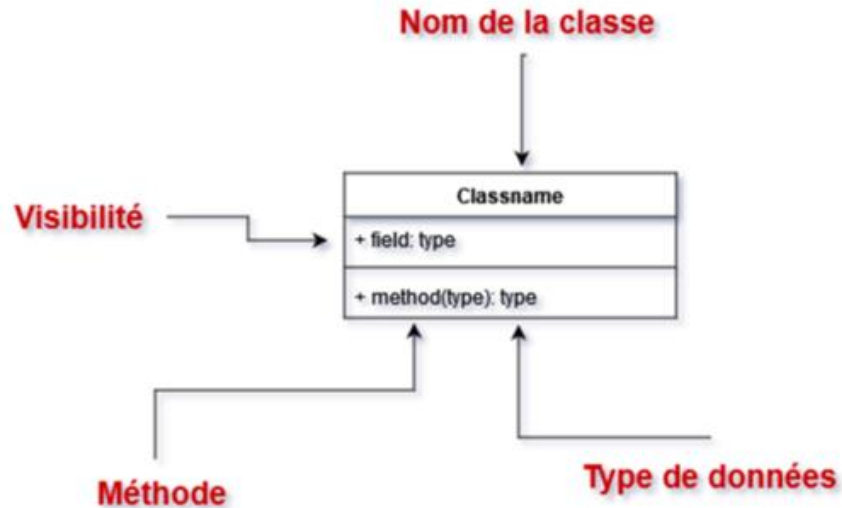 Nom de la classe
Classname
Visibilité
+ field: type
+ method(type): type
Méthode
Type de données